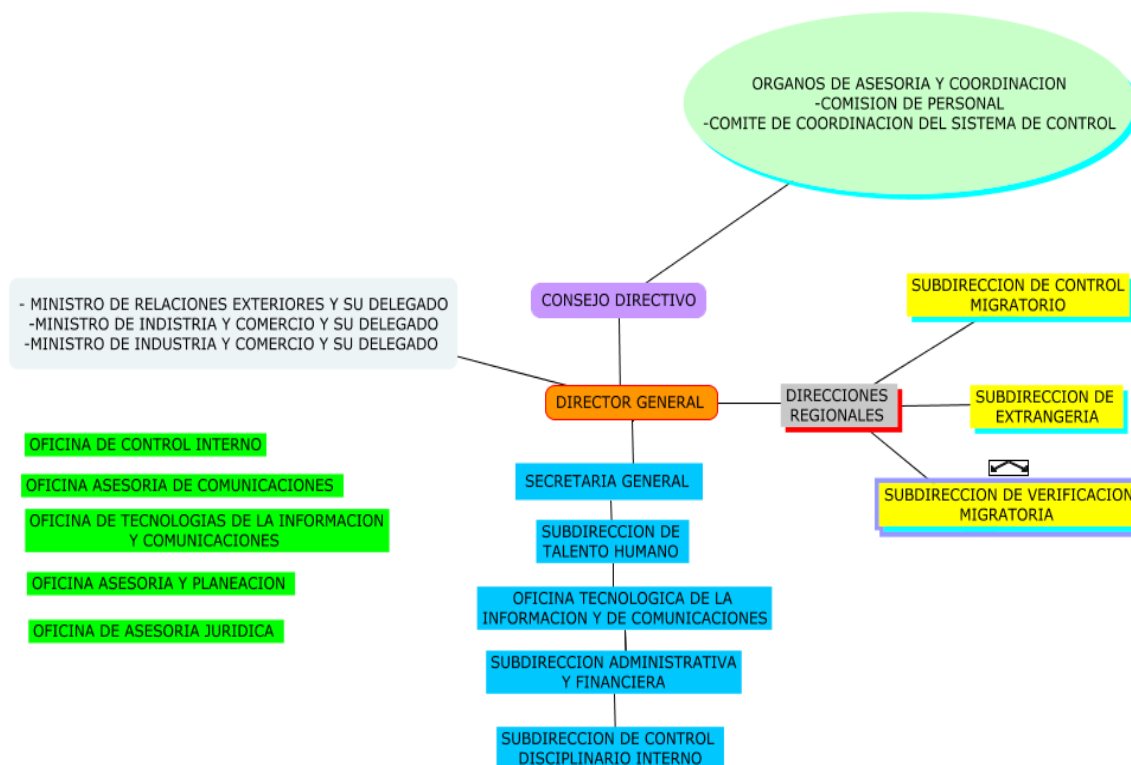 ORGANOS DE ASESORIA Y COORDINACION
-COMISION DE PERSONAL
-COMITE DE COORDINACION DEL SISTEMA DE CONTROL
CONSEJO DIRECTIVO
- MINISTRO DE RELACIONES EXTERIORES Y SU DELEGADO
-MINISTRO DE INDISTRIA Y COMERCIO Y SU DELEGADO
-MINISTRO DE INDUSTRIA Y COMERCIO Y SU DELEGADO
DIRECTOR GENERAL
DIRECCIONES
REGIONALES
SUBDIRECCION DE CONTROL
MIGRATORIO
SUBDIRECCION DE
EXTRANGERIA
SUBDIRECCION DE VERIFICACION
MIGRATORIA
OFICINA DE CONTROL INTERNO
OFICINA ASESORIA DE COMUNICACIONES
OFICINA DE TECNOLOGIAS DE LA INFORMACION
Y COMUNICACIONES
OFICINA ASESORIA Y PLANEACION
OFICINA DE ASESORIA JURIDICA
SECRETARIA GENERAL
SUBDIRECCION DE
TALENTO HUMANO
OFICINA TECNOLOGICA DE LA
INFORMACION Y DE COMUNICACIONES
SUBDIRECCION ADMINISTRATIVA
Y FINANCIERA
SUBDIRECCION DE CONTROL
DISCIPLINARIO INTERNO